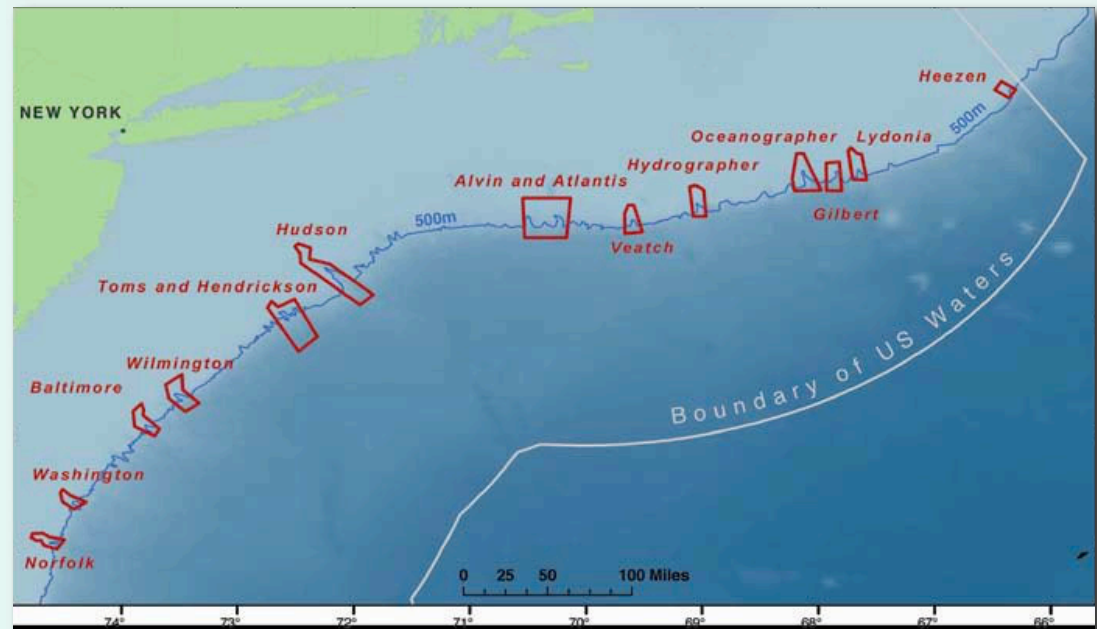 Heezen
NEW YORK
500m
Oceanographer
Lydonia
Hydrographer
Alvin and Atlantis
Gilbert
500m
Hudson
Veatch
Toms and Hendrickson
Boundary of US Waters
Wilmington
Baltimore
Washington
Norfolk
0 25 50 100 Miles
74° 73° 72° 71° 70° 69° 68° 67° 66°